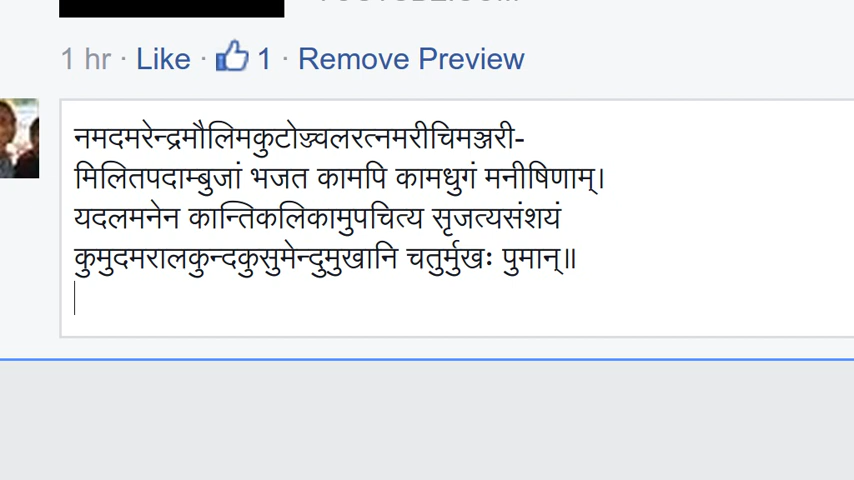 1 hr · Like · 1 · Remove Preview
नमदमरेन्द्रमौलिमकुटोज्ज्वलरत्नमरीचिमञ्जरी-
मिलितपदाम्बुजां भजत कामपि कामधुगं मनीषिणाम्।
यदलमनेन कान्तिकलिकामुपचित्य सृजत्यसंशयं
कुमुदमरालकुन्दकुसुमेन्दुमुखानि चतुर्मुखः पुमान्॥